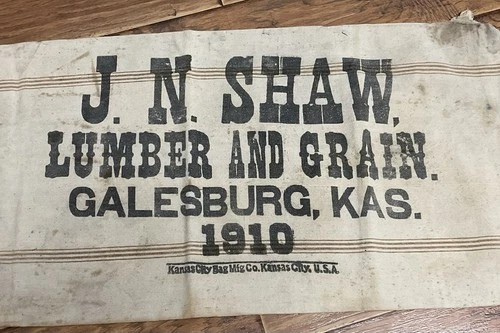 J. N. SHAW,
LUMBER AND GRAIN.
GALESBURG, KAS.
1910
Kansas City Bag Mfg Co. Kansas City. U.S.A.